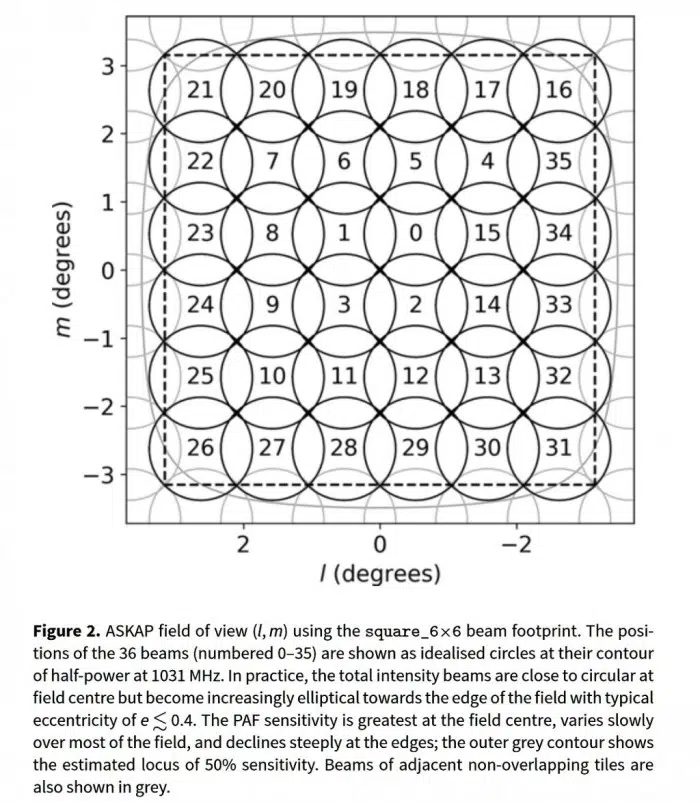 3
21 20 19 18 17 16
2
22 7 6 5 4 35
1
23 8 1 0 15 34
0
24 9 3 2 14 33
−1
25 10 11 12 13 32
−2
26 27 28 29 30 31
−3
m (degrees)
2 0 −2
l (degrees)
Figure 2. ASKAP field of view (l, m) using the square_6×6 beam footprint. The posi-
tions of the 36 beams (numbered 0–35) are shown as idealised circles at their contour
of half-power at 1031 MHz. In practice, the total intensity beams are close to circular at
field centre but become increasingly elliptical towards the edge of the field with typical
eccentricity of e ≲ 0.4. The PAF sensitivity is greatest at the field centre, varies slowly
over most of the field, and declines steeply at the edges; the outer grey contour shows
the estimated locus of 50% sensitivity. Beams of adjacent non-overlapping tiles are
also shown in grey.